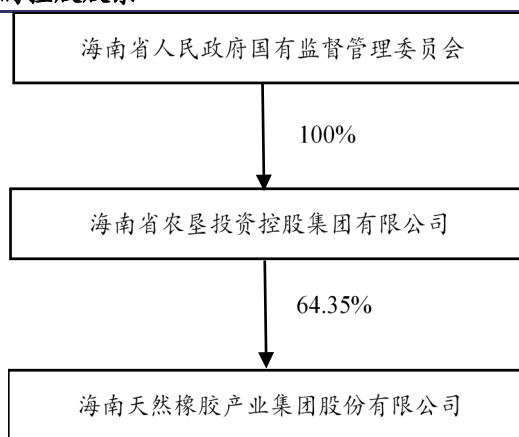 海南省人民政府国有监督管理委员会
100%
海南省农垦投资控股集团有限公司
64.35%
海南天然橡胶产业集团股份有限公司